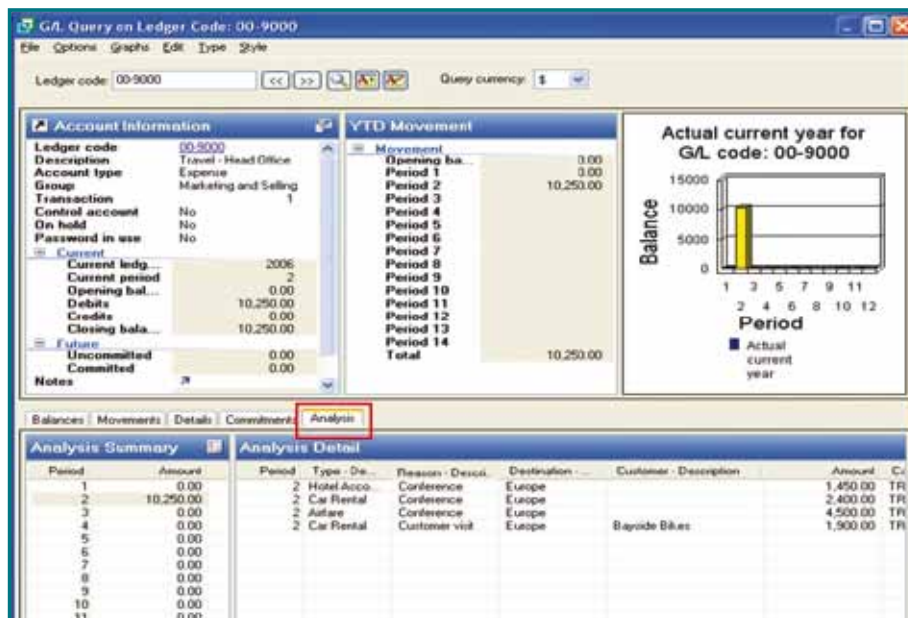 G/L Query on Ledger Code: 00-9000
File Options Graphs Edit Type Style
Ledger code: 00-9000 << >> Query currency: $
Account Information
Ledger code 00-9000
Description Travel - Head Office
Account type Expense
Group Marketing and Selling
Transaction 1
Control account No
On hold No
Password in use No
Current
Current ledg... 2006
Current period 2
Opening bal... 0.00
Debits 10,250.00
Credits 0.00
Closing bala... 10,250.00
Future
Uncommitted 0.00
Committed 0.00
Notes
YTD Movement
Movement
Opening ba... 0.00
Period 1 0.00
Period 2 10,250.00
Period 3
Period 4
Period 5
Period 6
Period 7
Period 8
Period 9
Period 10
Period 11
Period 12
Period 13
Period 14
Total 10,250.00
Actual current year for
G/L code: 00-9000
Balance
15000
10000
5000
0
1 3 5 7 9 11
2 4 6 8 10 12
Period
Actual
current
year
Balances Movements Details Commitments Analysis
Analysis Summary
Period Amount
1 0.00
2 10,250.00
3 0.00
4 0.00
5 0.00
6 0.00
7 0.00
8 0.00
9 0.00
10 0.00
11 0.00
Analysis Detail
Period Type - De... Reason - Descri... Destination - ... Customer - Description Amount
2 Hotel Acco... Conference Europe 1,450.00 TR
2 Car Rental Conference Europe 2,400.00 TR
2 Airfare Conference Europe 4,500.00 TR
2 Car Rental Customer visit Europe Bayside Bikes 1,900.00 TR